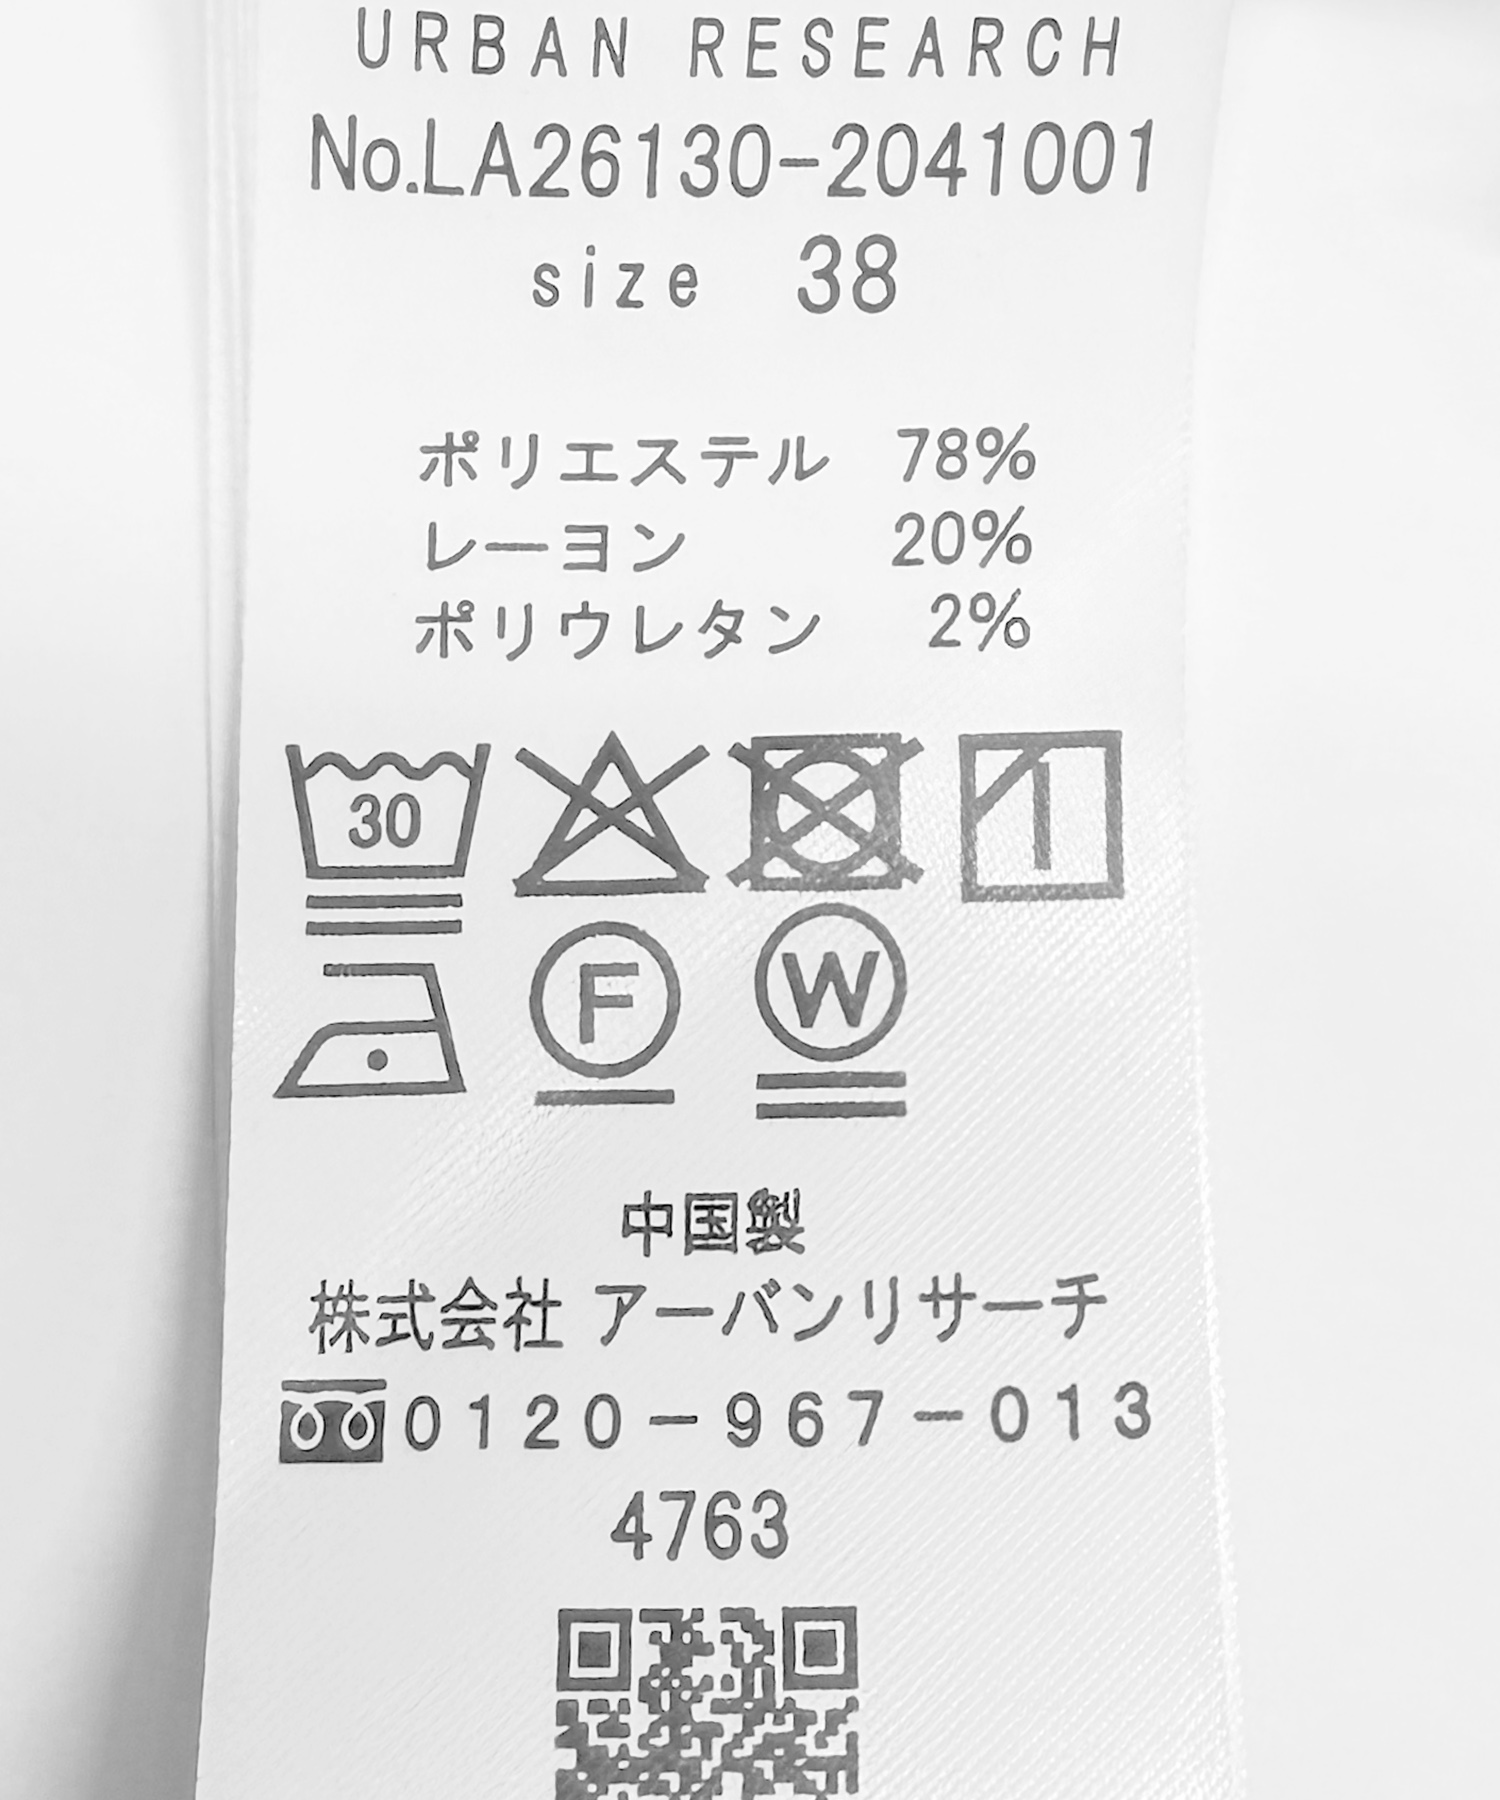 URBAN RESEARCH
No.LA26130-2041001
size 38
ポリエステル 78%
レーヨン 20%
ポリウレタン 2%
30
F W
中国製
株式会社 アーバンリサーチ
0120-967-013
4763